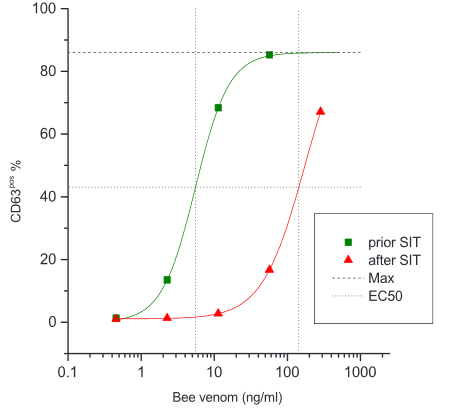 100
80
60
40
20
0
CD63pos %
0.1 1 10 100 1000
Bee venom (ng/ml)
prior SIT
after SIT
Max
EC50